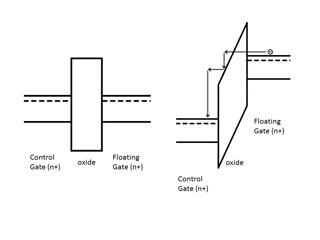 Control
Gate (n+)
oxide
Floating
Gate (n+)
Control
Gate (n+)
oxide
Floating
Gate (n+)